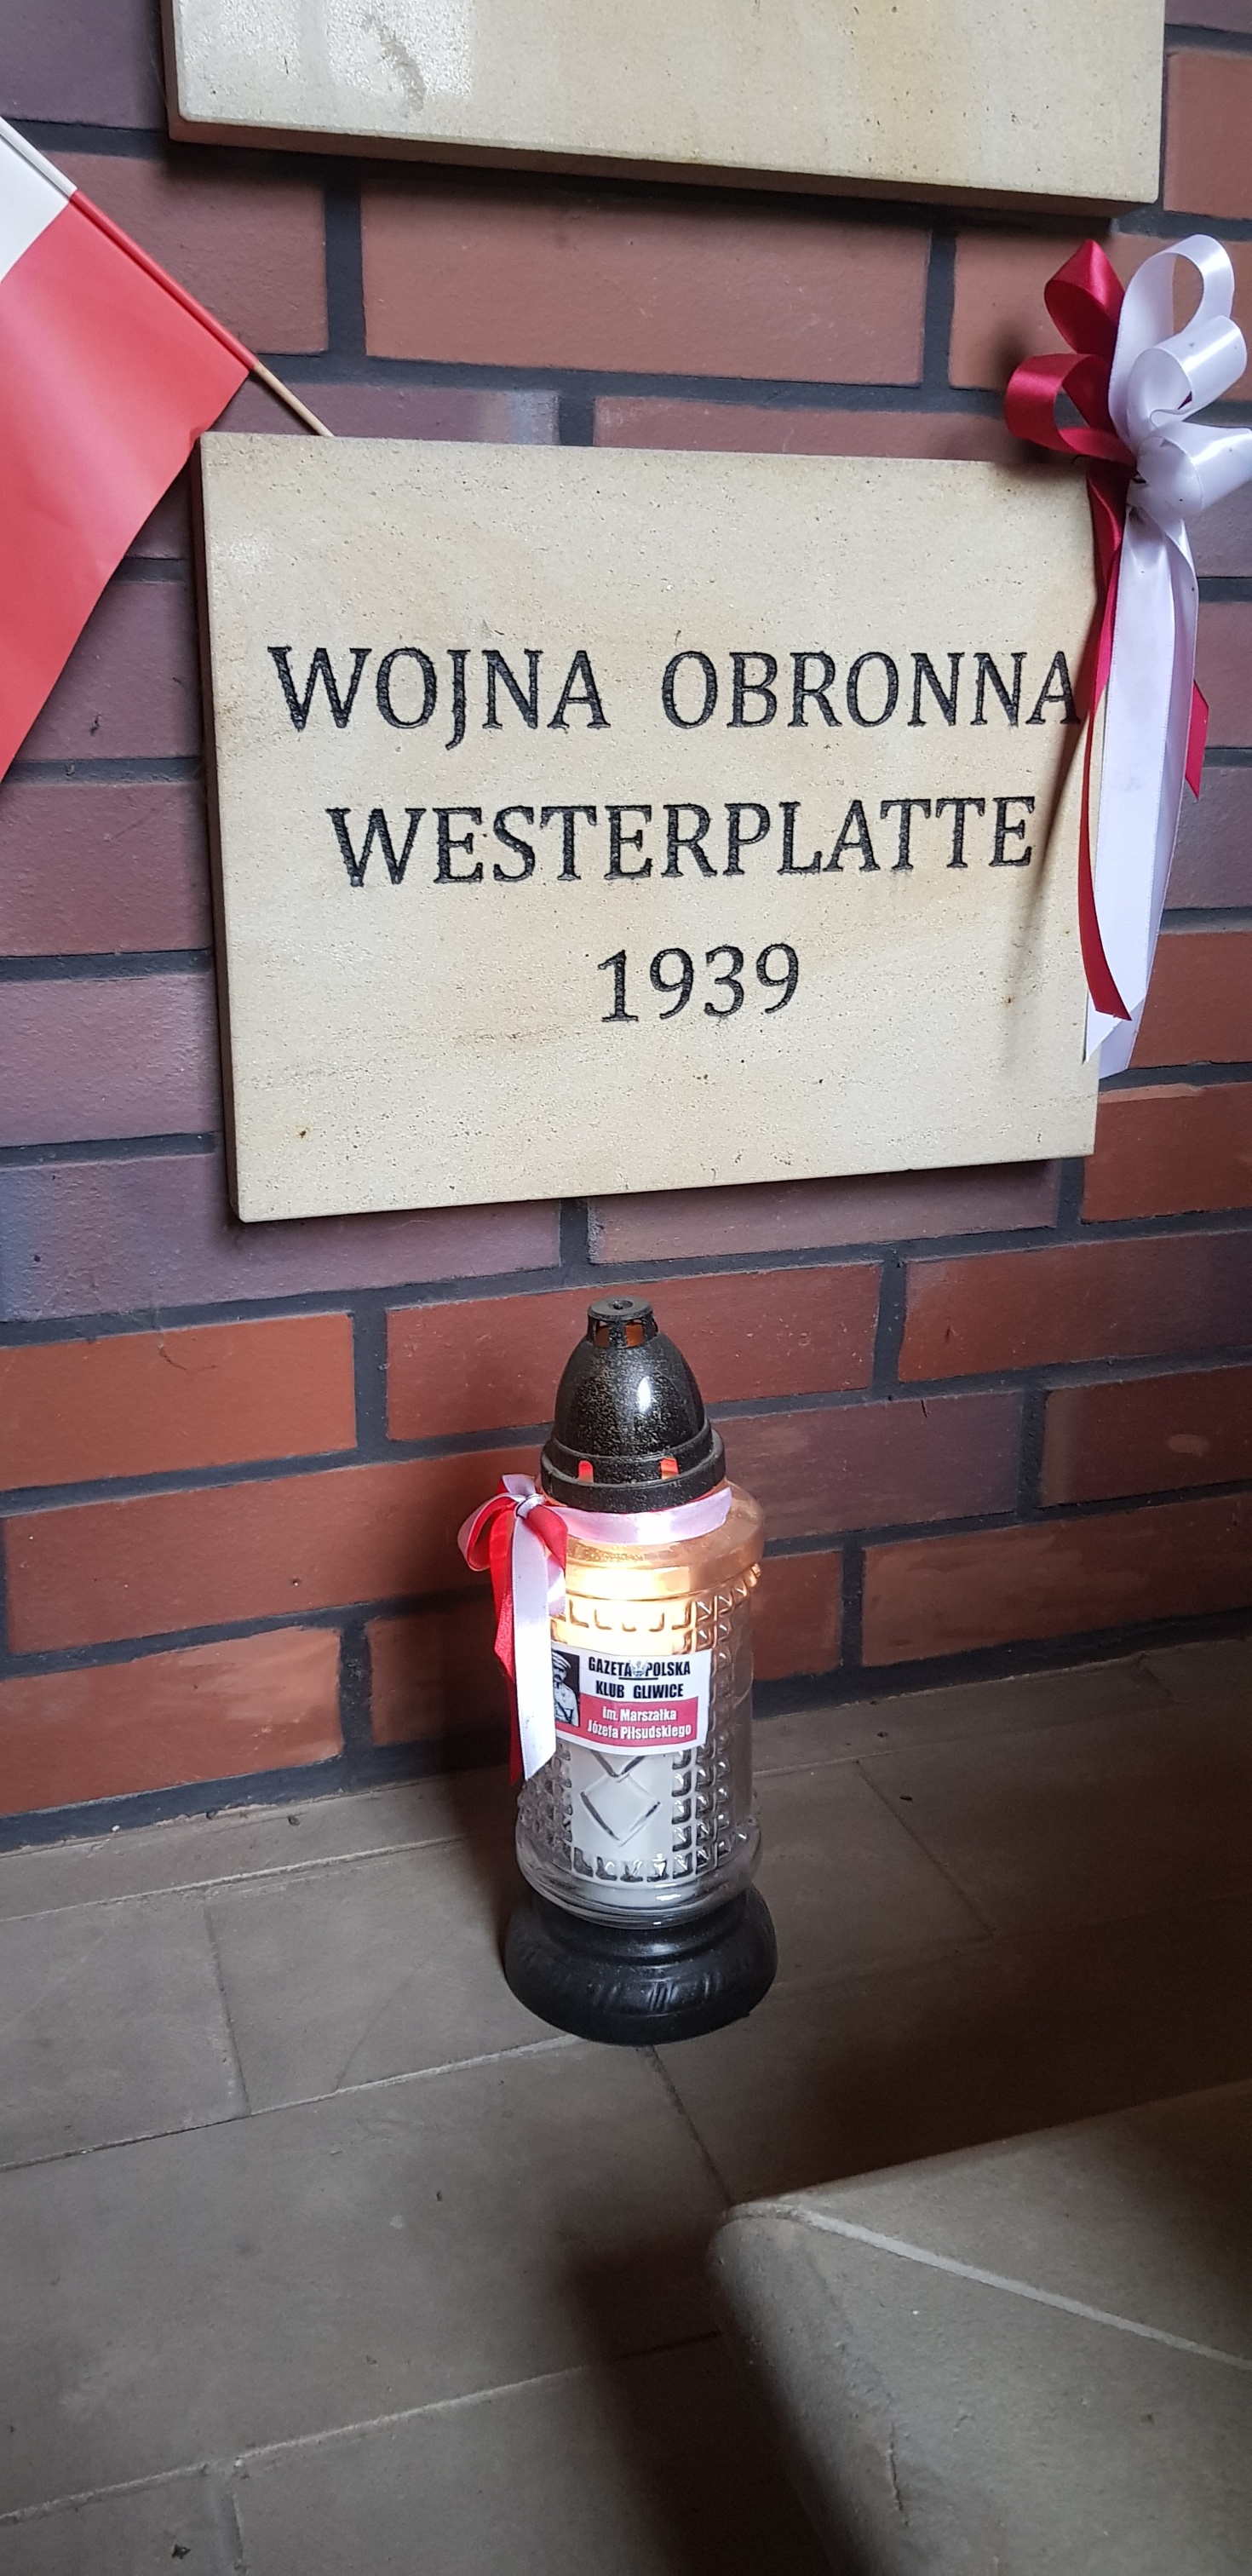 WOJNA OBRONNA
WESTERPLATTE
1939
GAZETA POLSKA
KLUB GLIWICE
im. Marszałka
Józefa Piłsudskiego